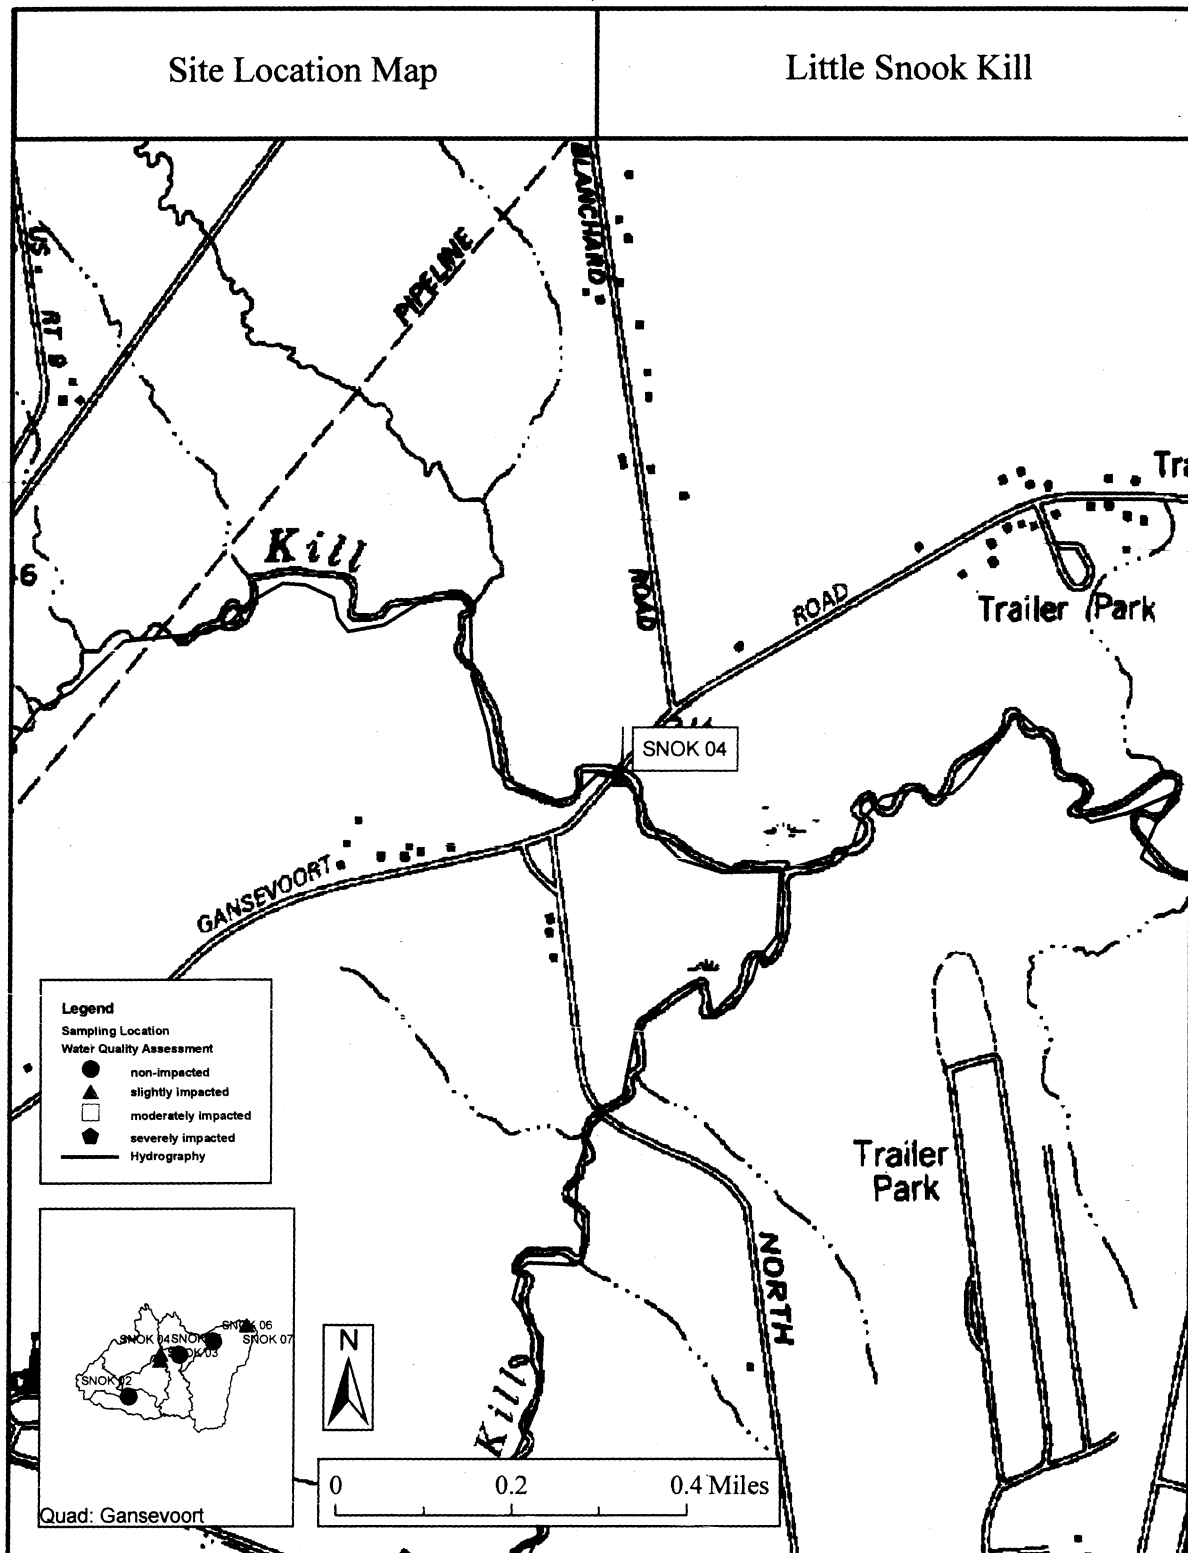 Site Location Map
Little Snook Kill
BLANCHARD
ROAD
PIPELINE
US
RT 9
Kill
ROAD
Trailer Park
SNOK 04
GANSEVOORT
Legend
Sampling Location
Water Quality Assessment
non-impacted
slightly impacted
moderately impacted
severely impacted
Hydrography
Trailer
Park
NORTH
Kill
SNOK 06
SNOK 04
SNOK 07
SNOK 02
N
0 0.2 0.4 Miles
Quad: Gansevoort